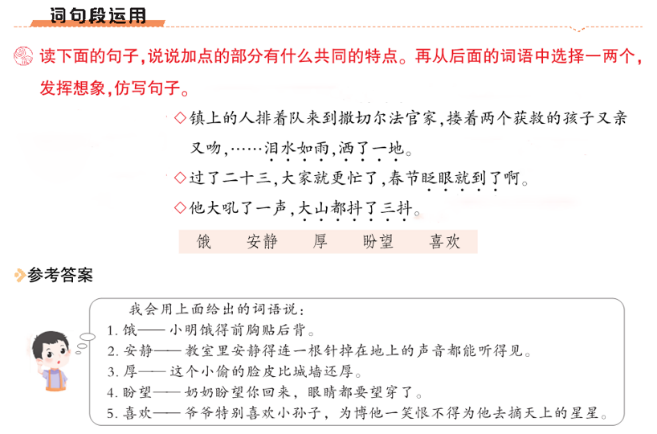 词句段运用
读下面的句子，说说加点的部分有什么共同的特点。再从后面的词语中选择一两个，
发挥想象，仿写句子。
◇镇上的人排着队来到撒切尔法官家，搂着两个获救的孩子又亲
又吻，……泪水如雨，洒了一地。
◇过了二十三，大家就更忙了，春节眨眼就到了啊。
◇他大吼了一声，大山都抖了三抖。
饿 安静 厚 盼望 喜欢
参考答案
我会用上面给出的词语说：
1. 饿——小明饿得前胸贴后背。
2. 安静——教室里安静得连一根针掉在地上的声音都能听得见。
3. 厚——这个小偷的脸皮比城墙还厚。
4. 盼望——奶奶盼望你回来，眼睛都要望穿了。
5. 喜欢——爷爷特别喜欢小孙子，为博他一笑恨不得为他去摘天上的星星。